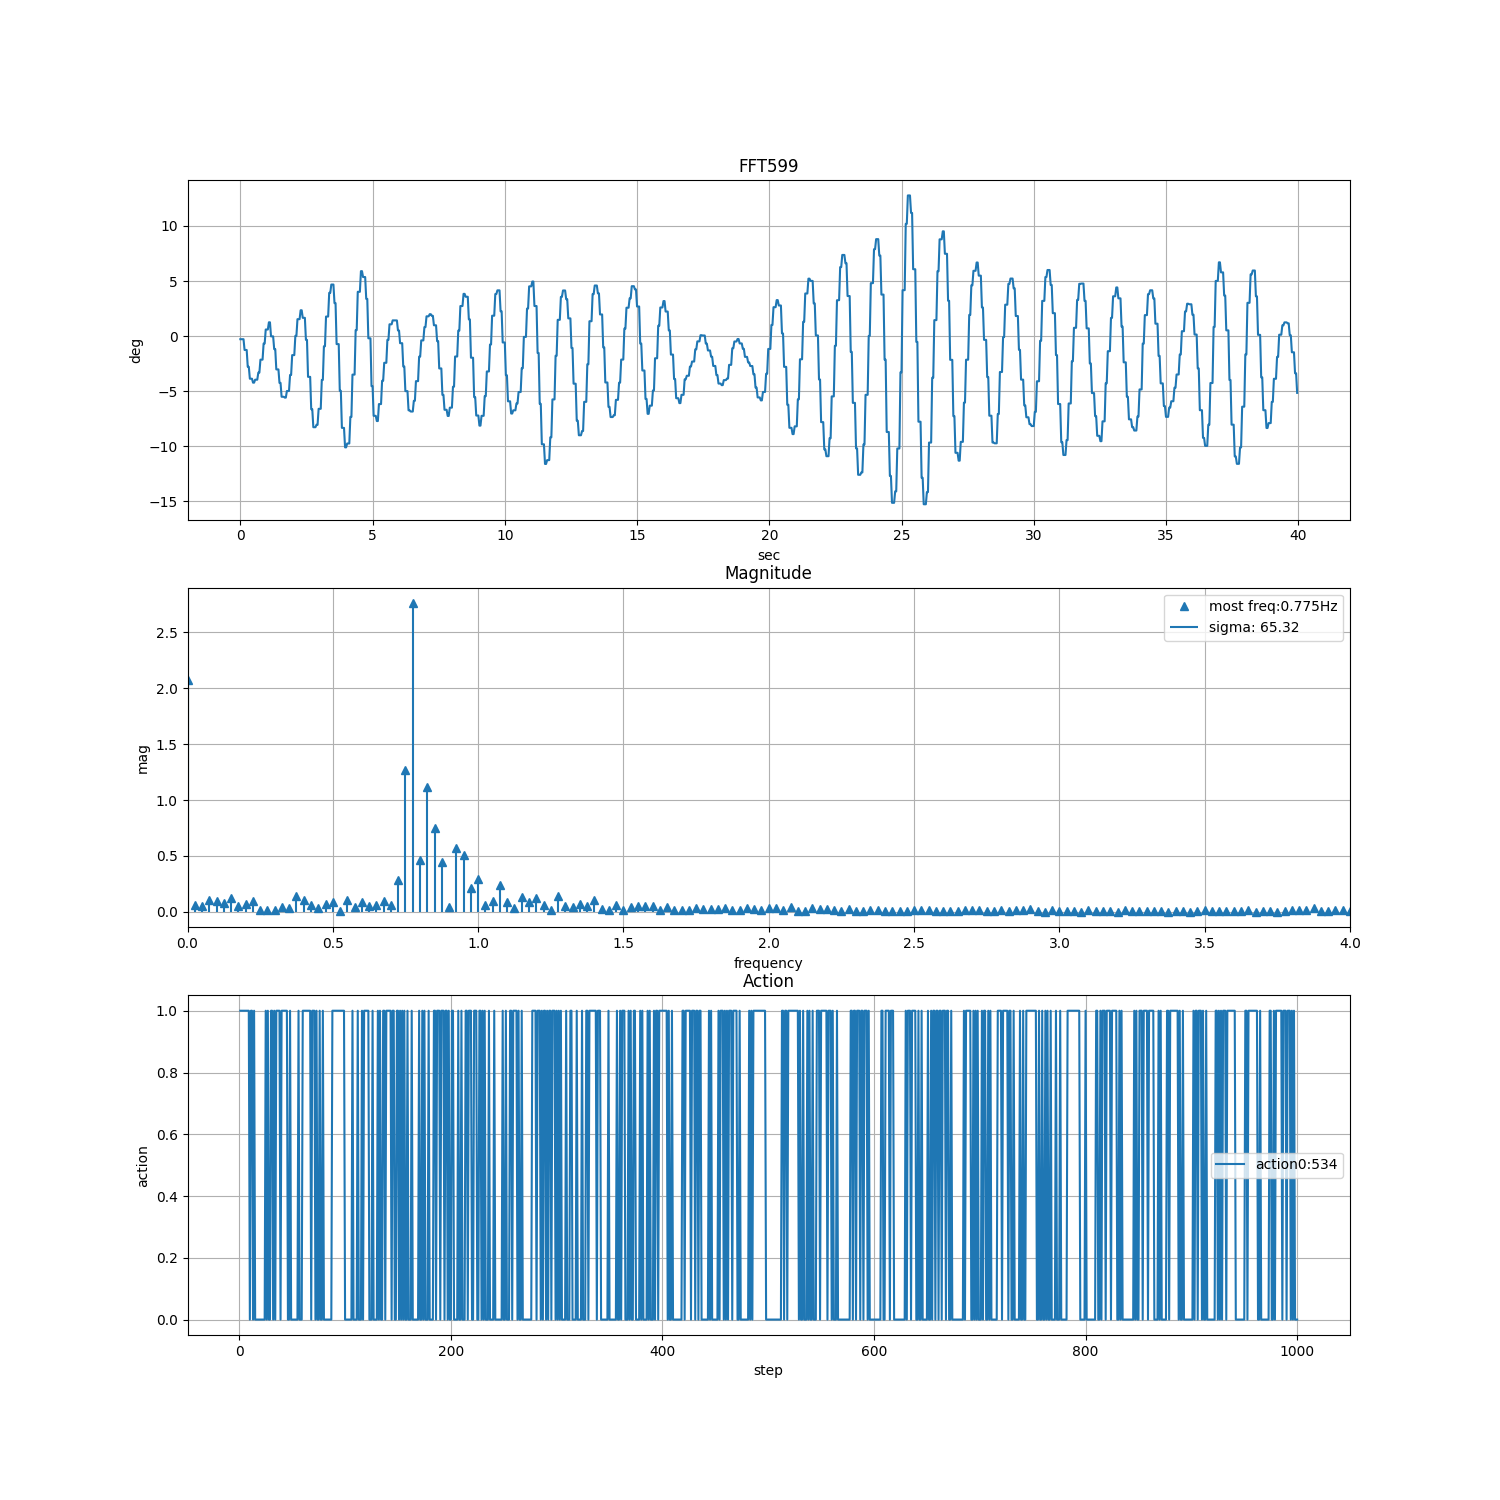 FFT599
10
5
0
−5
−10
−15
deg
0 5 10 15 20 25 30 35 40
sec
Magnitude
most freq:0.775Hz
sigma: 65.32
2.5
2.0
1.5
1.0
0.5
0.0
mag
0.0 0.5 1.0 1.5 2.0 2.5 3.0 3.5 4.0
frequency
Action
1.0
0.8
0.6
0.4
0.2
0.0
action
action0:534
0 200 400 600 800 1000
step